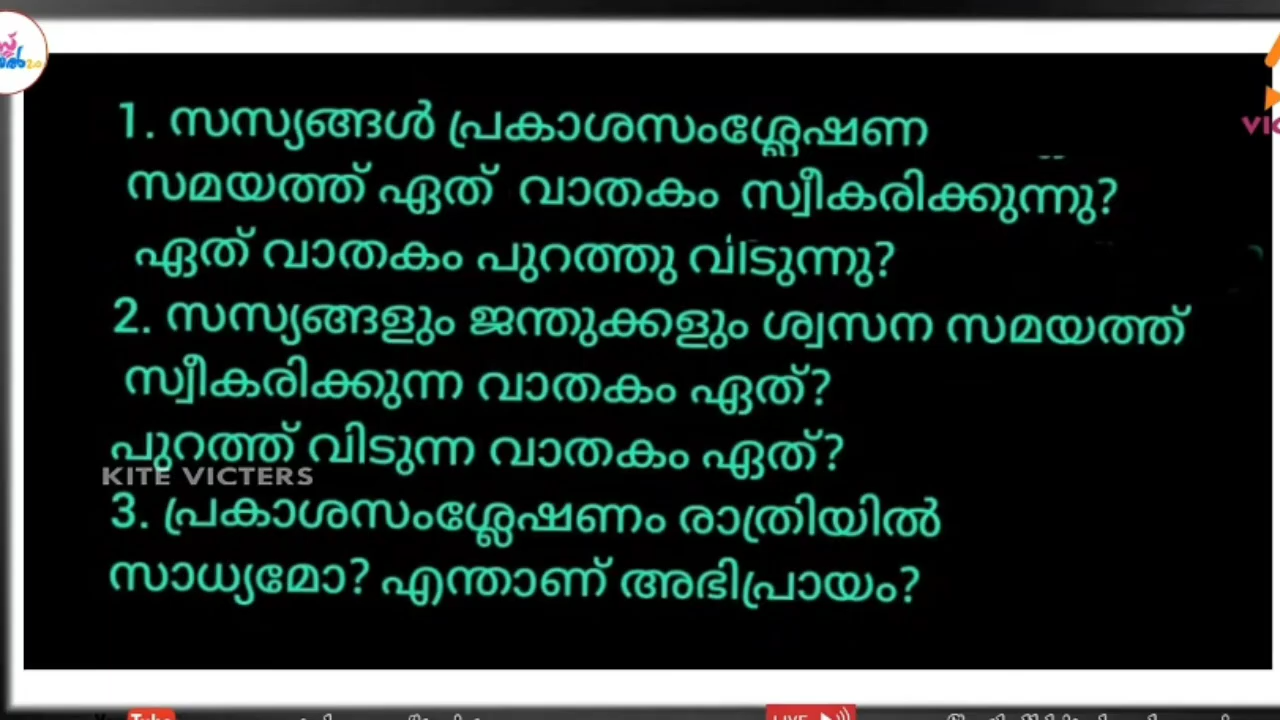 1. സസ്യങ്ങൾ പ്രകാശസംശ്ലേഷണ
സമയത്ത് ഏത് വാതകം സ്വീകരിക്കുന്നു?
ഏത് വാതകം പുറത്തു വിടുന്നു?
2. സസ്യങ്ങളും ജന്തുക്കളും ശ്വസന സമയത്ത്
സ്വീകരിക്കുന്ന വാതകം ഏത്?
പുറത്ത് വിടുന്ന വാതകം ഏത്?
KITE VICTERS
3. പ്രകാശസംശ്ലേഷണം രാത്രിയിൽ
സാധ്യമോ? എന്താണ് അഭിപ്രായം?